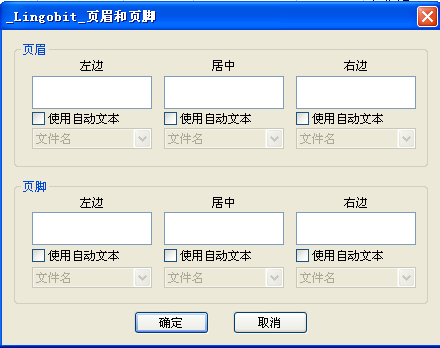 _Lingobit_页眉和页脚
页眉
左边 居中 右边
使用自动文本 使用自动文本 使用自动文本
文件名 文件名 文件名
页脚
左边 居中 右边
使用自动文本 使用自动文本 使用自动文本
文件名 文件名 文件名
确定 取消